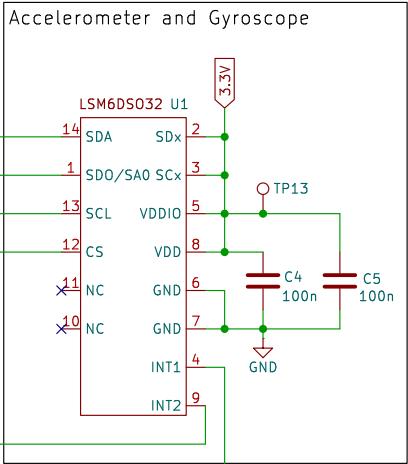 Accelerometer and Gyroscope
3.3V
LSM6DSO32 U1
14 SDA SDx 2
1 SDO/SA0 SCx 3
TP13
13 SCL VDDIO 5
12 CS VDD 8
11 NC GND 6
C4 C5
100n 100n
10 NC GND 7
INT1 4
GND
INT2 9